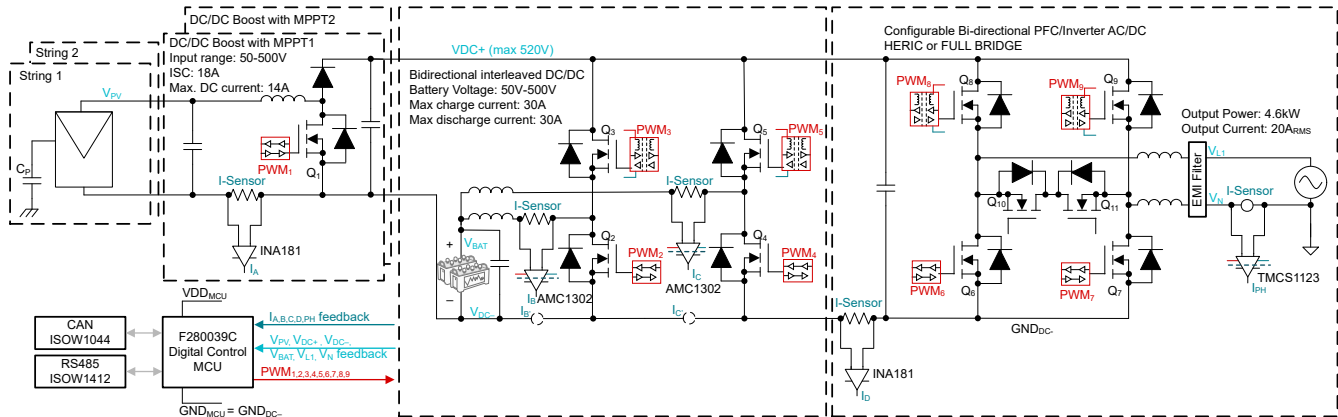 DC/DC Boost with MPPT2
String 2
String 1
DC/DC Boost with MPPT1
Input range: 50-500V
ISC: 18A
Max. DC current: 14A
VPV
CP
PWM1
Q1
I-Sensor
INA181
IA
VDC+ (max 520V)
Bidirectional interleaved DC/DC
Battery Voltage: 50V-500V
Max charge current: 30A
Max discharge current: 30A
Q3
PWM3
Q5
PWM5
I-Sensor
I-Sensor
+
VBAT
–
VDC–
Q2
PWM2
Q4
PWM4
IB
AMC1302
IC
AMC1302
IB'
IC'
Configurable Bi-directional PFC/Inverter AC/DC
HERIC or FULL BRIDGE
PWM8
Q8
PWM9
Q9
Output Power: 4.6kW
Output Current: 20ARMS
Q10
Q11
EMI Filter
VL1
VN
I-Sensor
TMCS1123
IPH
PWM6
Q6
PWM7
Q7
I-Sensor
GNDDC-
INA181
ID
VDDMCU
CAN
ISOW1044
RS485
ISOW1412
F280039C
Digital Control
MCU
IA,B,C,D,PH feedback
VPV, VDC+ , VDC–,
VBAT, VL1, VN feedback
PWM1,2,3,4,5,6,7,8,9
GNDMCU = GNDDC–